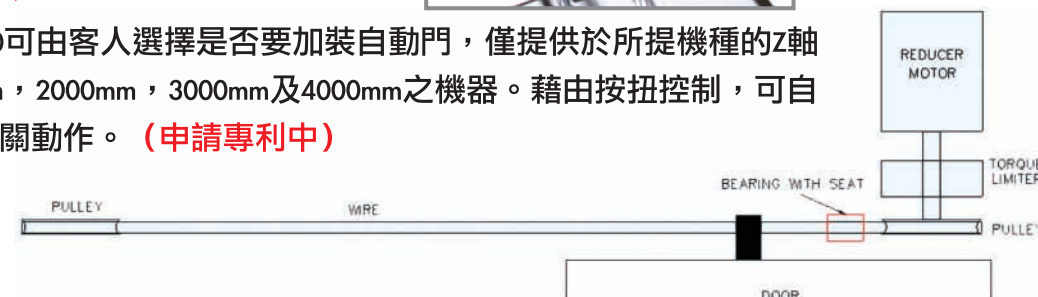 可由客人選擇是否要加裝自動門，僅提供於所提機種的Z軸
，2000mm，3000mm及4000mm之機器。藉由按扭控制，可自
關動作。（申請專利中）
REDUCER
MOTOR
TORQUE
LIMITER
BEARING WITH SEAT
PULLEY
WIRE
PULLEY
DOOR